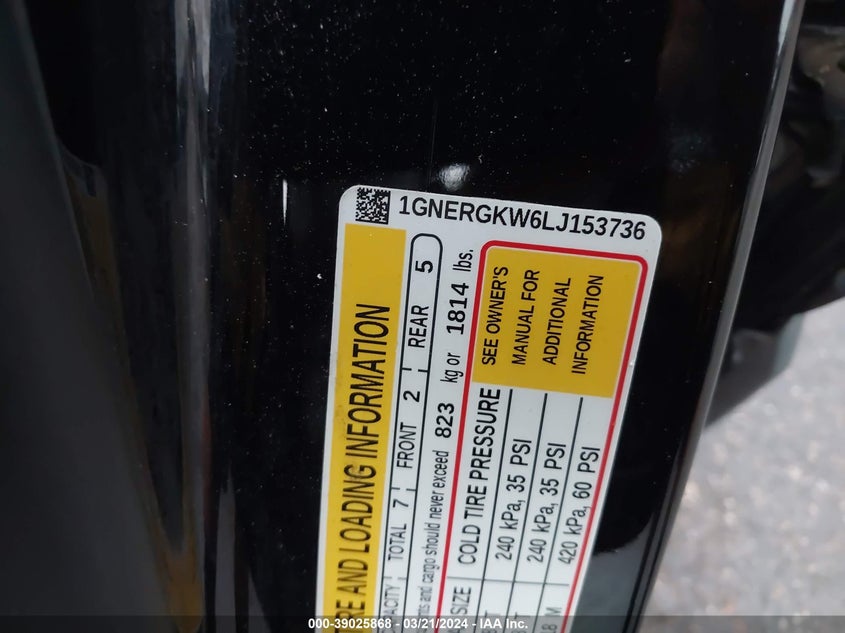 1GNERGKW6LJ153736
TIRE AND LOADING INFORMATION
TOTAL 7 FRONT 2 REAR 5
and cargo should never exceed 823 kg or 1814 lbs.
SIZE COLD TIRE PRESSURE
240 kPa, 35 PSI
240 kPa, 35 PSI
420 kPa, 60 PSI
SEE OWNER'S
MANUAL FOR
ADDITIONAL
INFORMATION
000-39025868 — 03/21/2024 — IAA Inc.